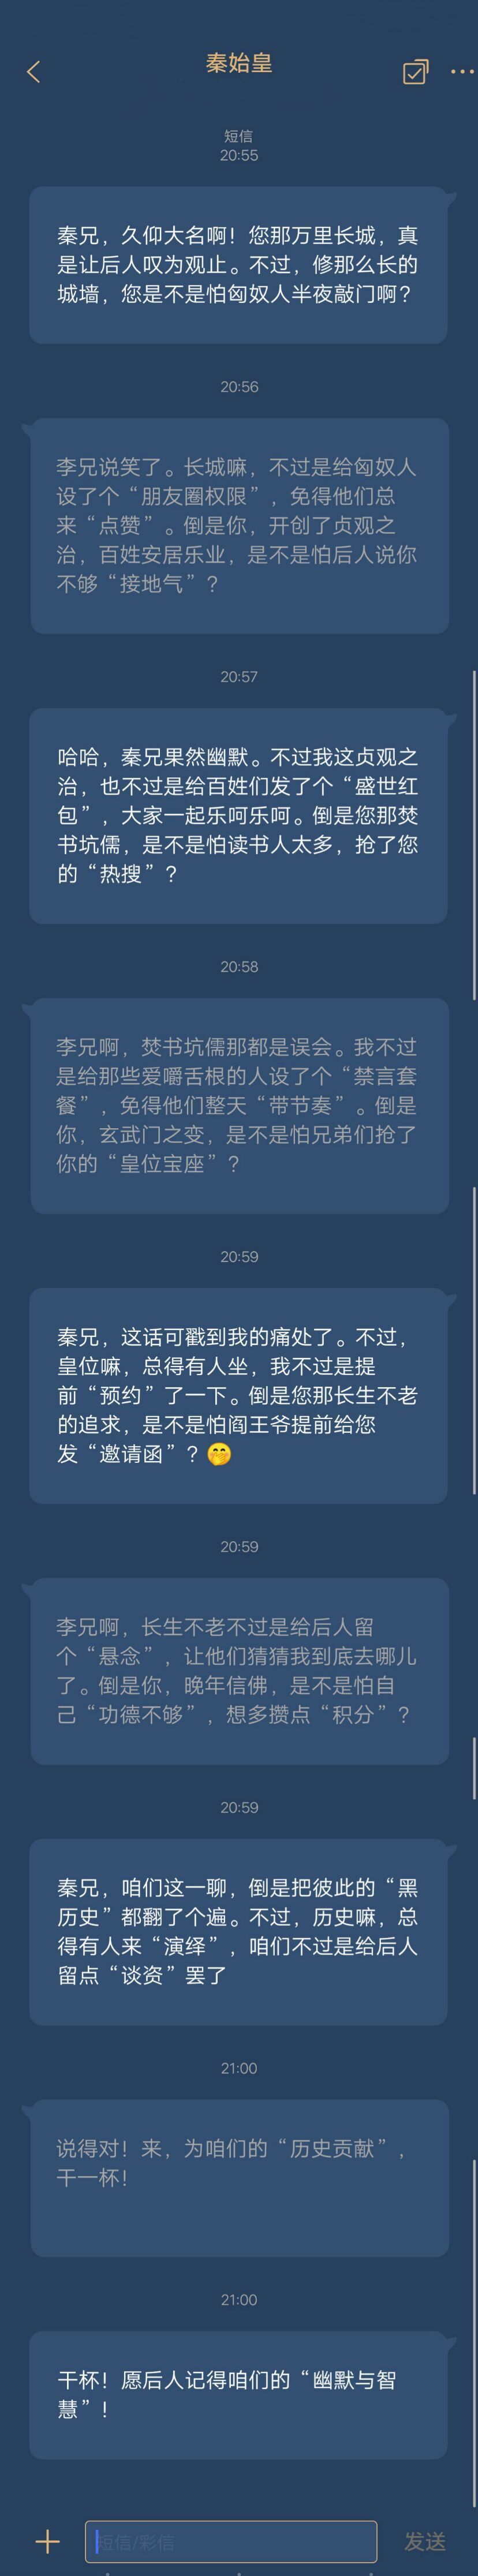 秦始皇
短信
20:55
秦兄，久仰大名啊！您那万里长城，真
是让后人叹为观止。不过，修那么长的
城墙，您是不是怕匈奴人半夜敲门啊？
20:56
李兄说笑了。长城嘛，不过是给匈奴人
设了个“朋友圈权限”，免得他们总
来“点赞”。倒是你，开创了贞观之
治，百姓安居乐业，是不是怕后人说你
不够“接地气”？
20:57
哈哈，秦兄果然幽默。不过我这贞观之
治，也不过是给百姓们发了个“盛世红
包”，大家一起乐呵乐呵。倒是您那焚
书坑儒，是不是怕读书人太多，抢了您
的“热搜”？
20:58
李兄啊，焚书坑儒那都是误会。我不过
是给那些爱嚼舌根的人设了个“禁言套
餐”，免得他们整天“带节奏”。倒是
你，玄武门之变，是不是怕兄弟们抢了
你的“皇位宝座”？
20:59
秦兄，这话可戳到我的痛处了。不过，
皇位嘛，总得有人坐，我不过是提
前“预约”了一下。倒是您那长生不老
的追求，是不是怕阎王爷提前给您
发“邀请函”？🤭
20:59
李兄啊，长生不老不过是给后人留
个“悬念”，让他们猜猜我到底去哪儿
了。倒是你，晚年信佛，是不是怕自
己“功德不够”，想多攒点“积分”？
20:59
秦兄，咱们这一聊，倒是把彼此的“黑
历史”都翻了个遍。不过，历史嘛，总
得有人来“演绎”，咱们不过是给后人
留点“谈资”罢了
21:00
说得对！来，为咱们的“历史贡献”，
干一杯！
21:00
干杯！愿后人记得咱们的“幽默与智
慧”！
短信/彩信
发送